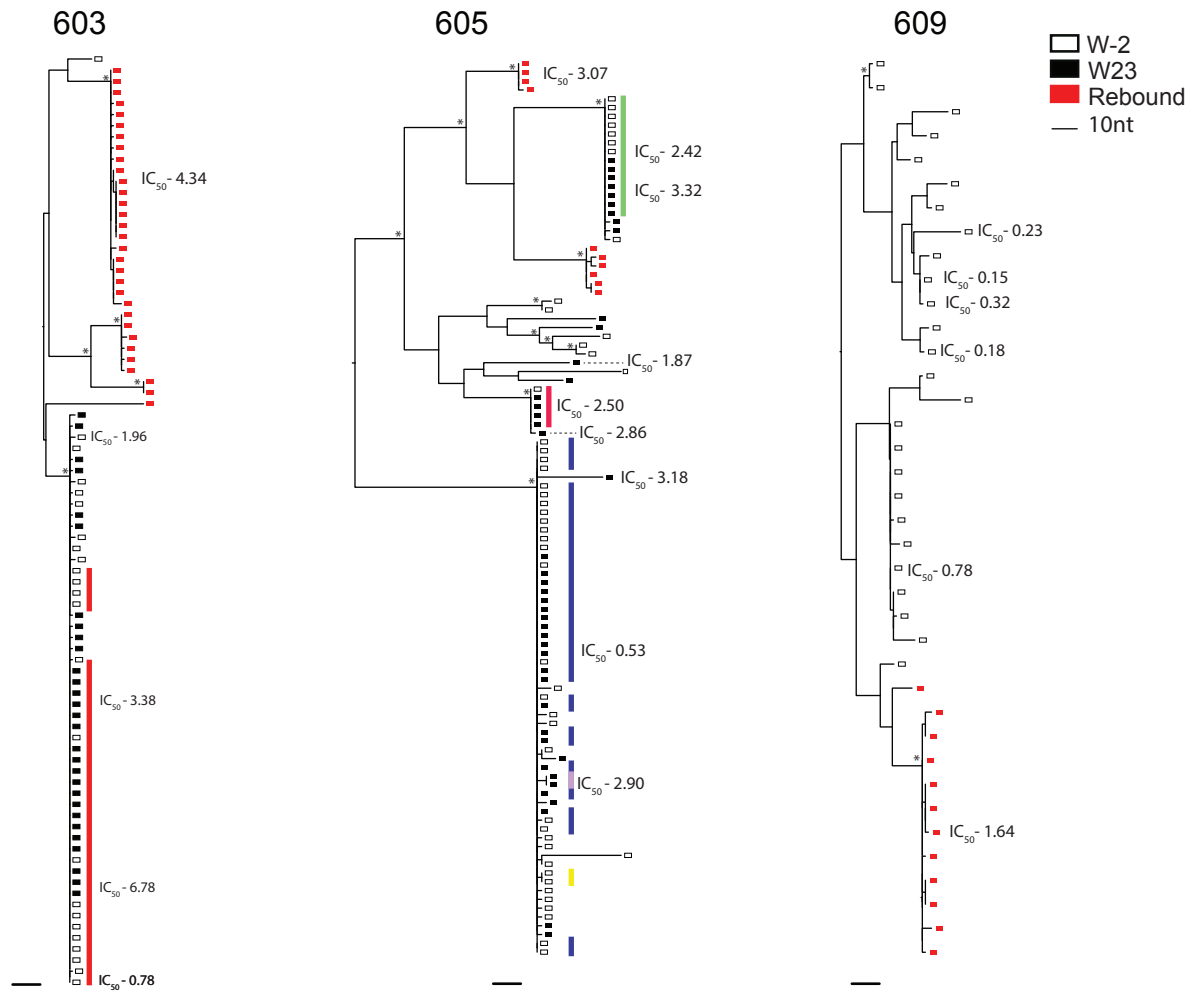 603
605
609
W-2
W23
Rebound
10nt
*
IC50 - 4.34
*
*
*
IC50 - 1.96
*
IC50 - 3.38
IC50 - 6.78
IC50 - 0.78
*
IC50 - 3.07
*
*
IC50 - 2.42
IC50 - 3.32
*
*
*
*
*
*
IC50 - 1.87
*
IC50 - 2.50
IC50 - 2.86
*
IC50 - 3.18
IC50 - 0.53
IC50 - 2.90
*
IC50 - 0.23
IC50 - 0.15
IC50 - 0.32
IC50 - 0.18
IC50 - 0.78
*
IC50 - 1.64